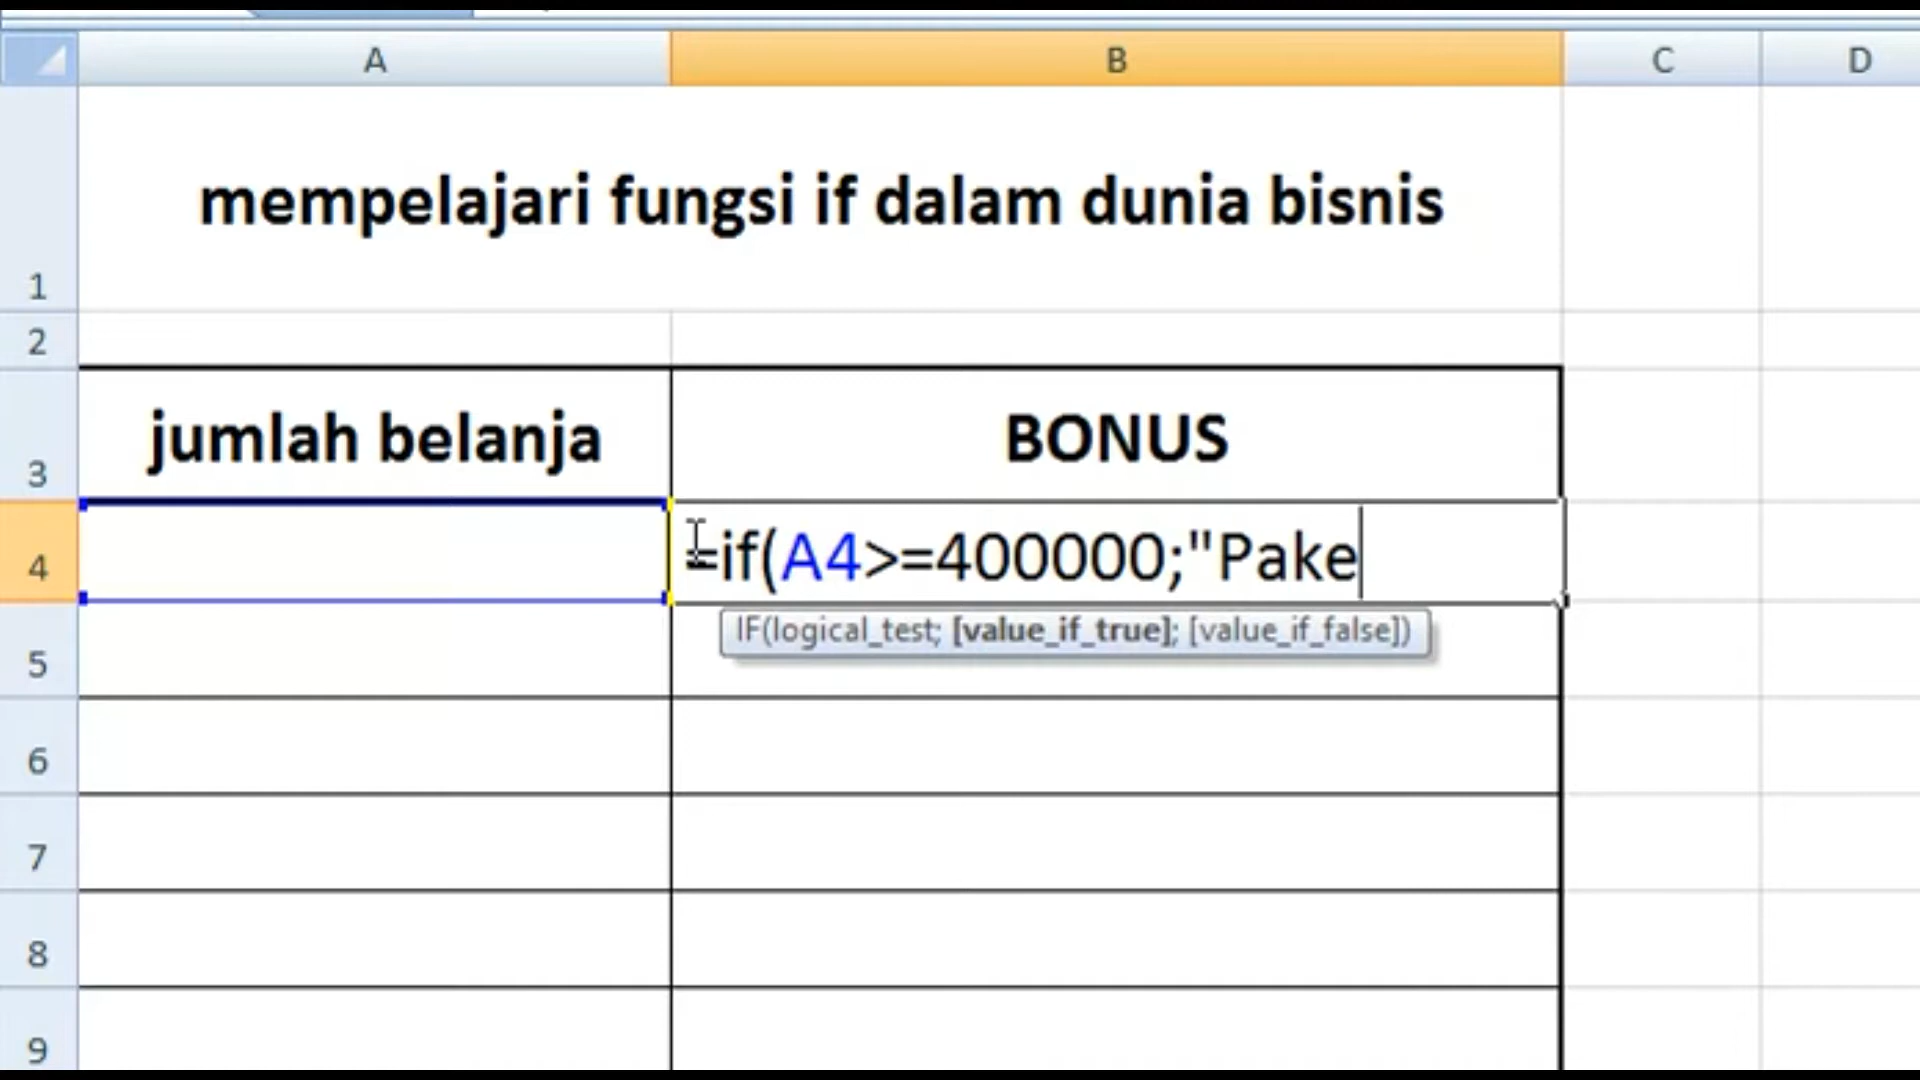 A B C D
mempelajari fungsi if dalam dunia bisnis
1
2
jumlah belanja BONUS
3
=if(A4>=400000;"Pake
4
IF(logical_test; [value_if_true]; [value_if_false])
5
6
7
8
9